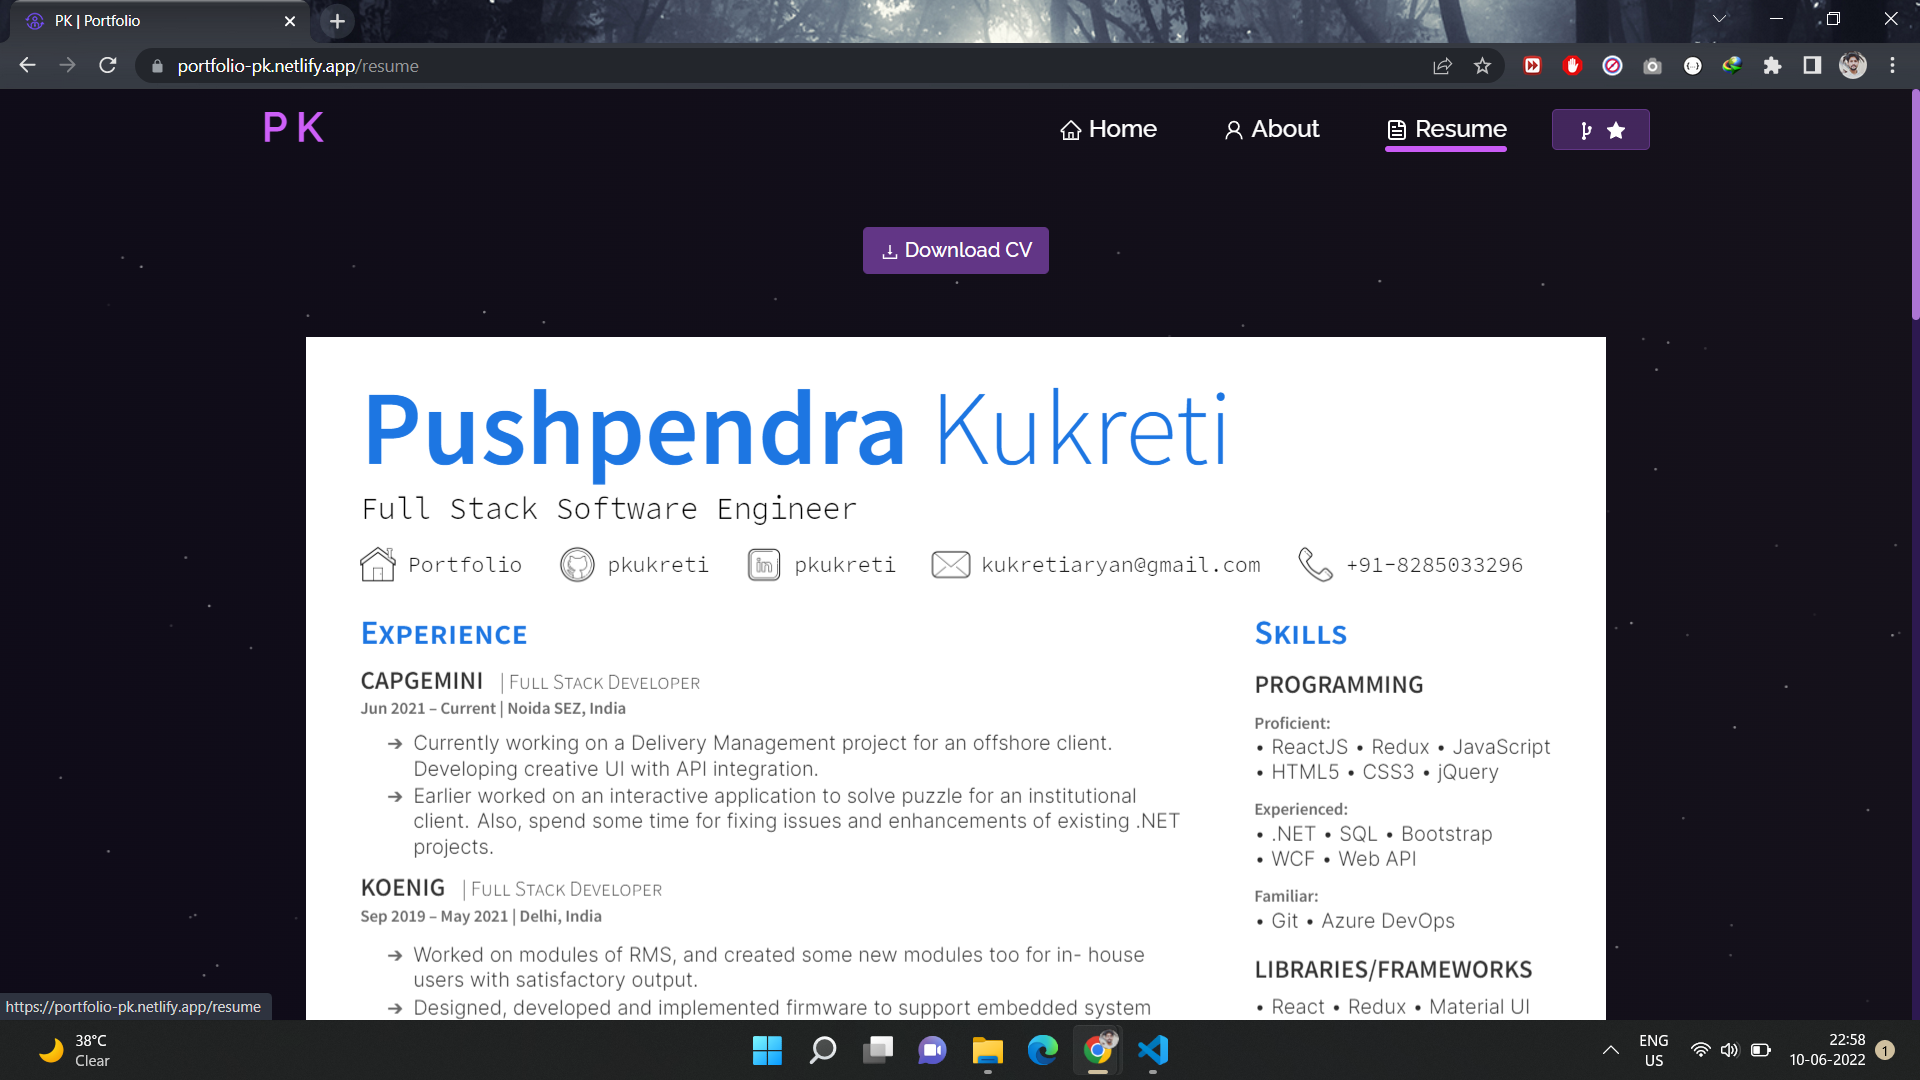 PK | Portfolio
portfolio-pk.netlify.app/resume
PK
Home
About
Resume
Download CV
Pushpendra Kukreti
Full Stack Software Engineer
Portfolio
pkukreti
pkukreti
kukretiaryan@gmail.com
+91-8285033296
EXPERIENCE
CAPGEMINI | FULL STACK DEVELOPER
Jun 2021 – Current | Noida SEZ, India
➔ Currently working on a Delivery Management project for an offshore client.
Developing creative UI with API integration.
➔ Earlier worked on an interactive application to solve puzzle for an institutional
client. Also, spend some time for fixing issues and enhancements of existing .NET
projects.
KOENIG | FULL STACK DEVELOPER
Sep 2019 – May 2021 | Delhi, India
➔ Worked on modules of RMS, and created some new modules too for in- house
users with satisfactory output.
➔ Designed, developed and implemented firmware to support embedded system
SKILLS
PROGRAMMING
Proficient:
• ReactJS • Redux • JavaScript
• HTML5 • CSS3 • jQuery
Experienced:
• .NET • SQL • Bootstrap
• WCF • Web API
Familiar:
• Git • Azure DevOps
LIBRARIES/FRAMEWORKS
• React • Redux • Material UI
https://portfolio-pk.netlify.app/resume
38°C
Clear
ENG
US
22:58
10-06-2022
1